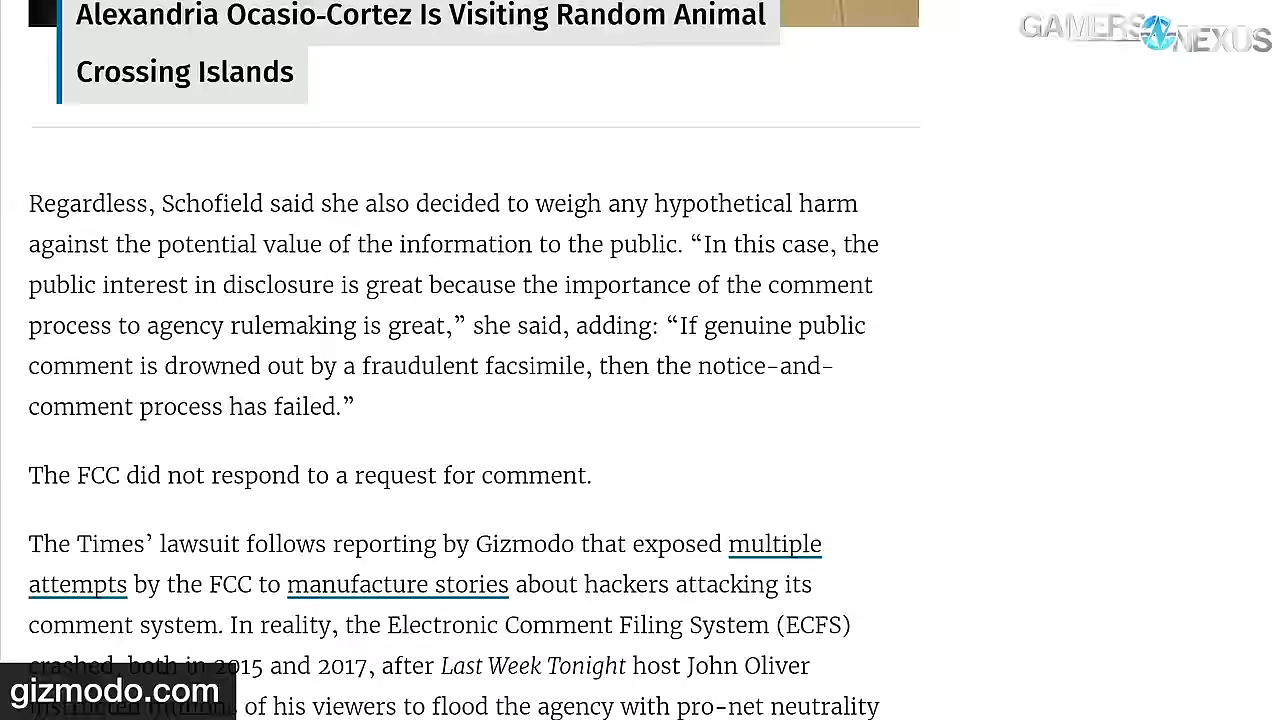 Alexandria Ocasio-Cortez Is Visiting Random Animal
Crossing Islands
GAMERS NEXUS
Regardless, Schofield said she also decided to weigh any hypothetical harm
against the potential value of the information to the public. “In this case, the
public interest in disclosure is great because the importance of the comment
process to agency rulemaking is great,” she said, adding: “If genuine public
comment is drowned out by a fraudulent facsimile, then the notice-and-
comment process has failed.”
The FCC did not respond to a request for comment.
The Times’ lawsuit follows reporting by Gizmodo that exposed multiple
attempts by the FCC to manufacture stories about hackers attacking its
comment system. In reality, the Electronic Comment Filing System (ECFS)
crashed, both in 2015 and 2017, after Last Week Tonight host John Oliver
of his viewers to flood the agency with pro-net neutrality
gizmodo.com